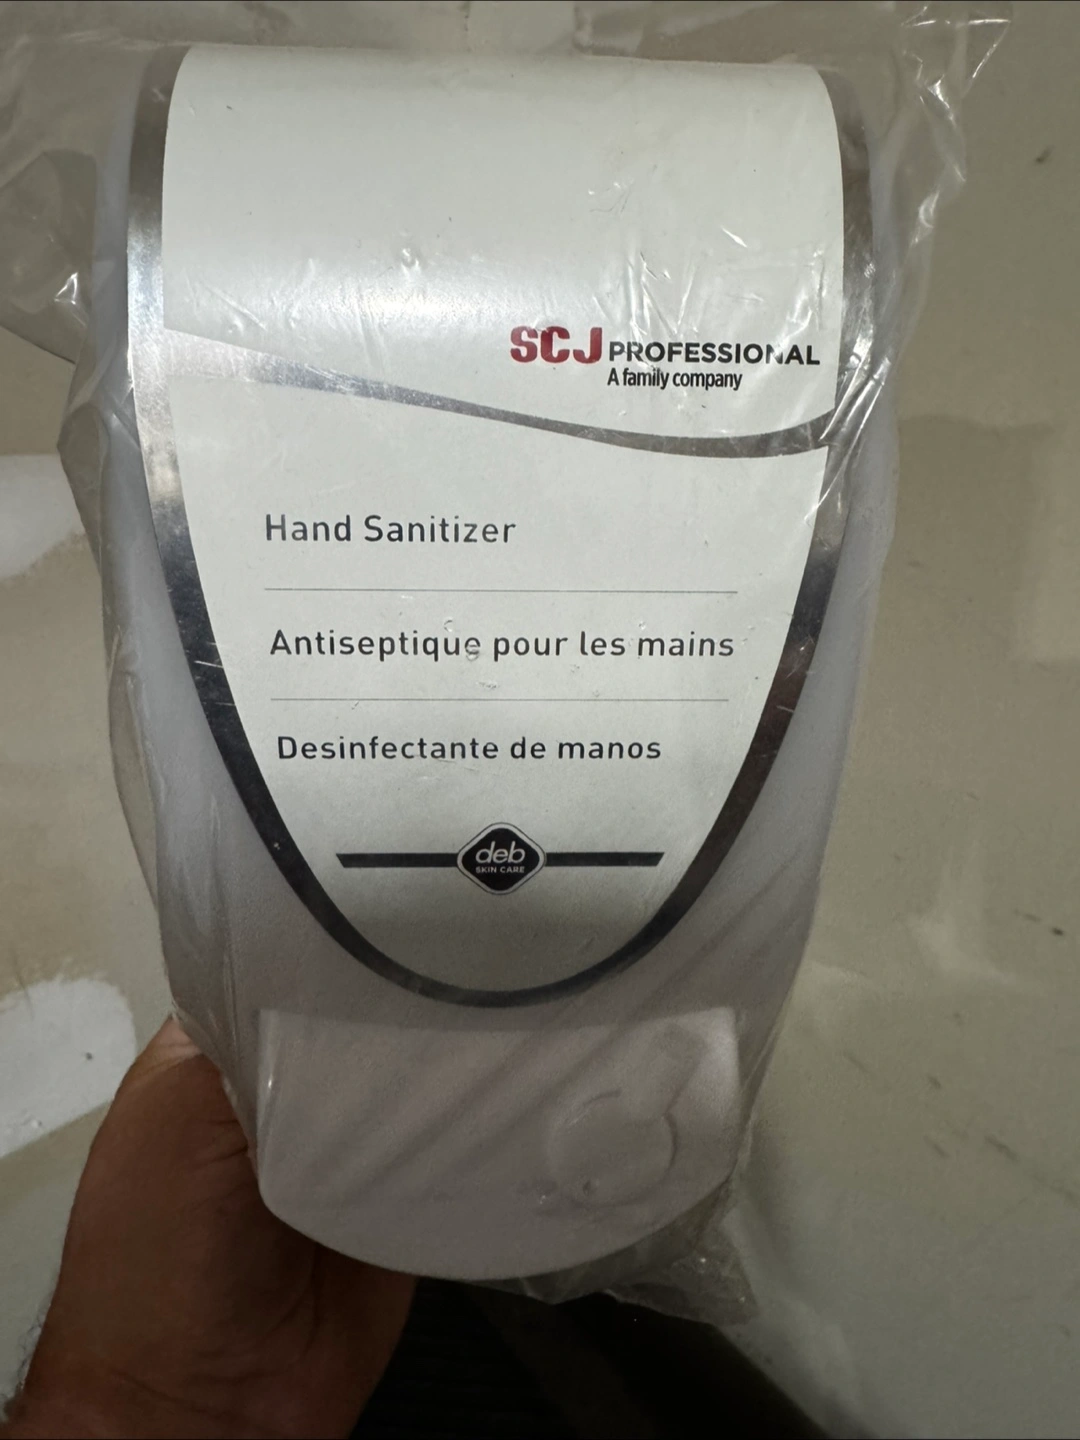 SCJ PROFESSIONAL
A family company
Hand Sanitizer
Antiseptique pour les mains
Desinfectante de manos
deb
SKIN CARE